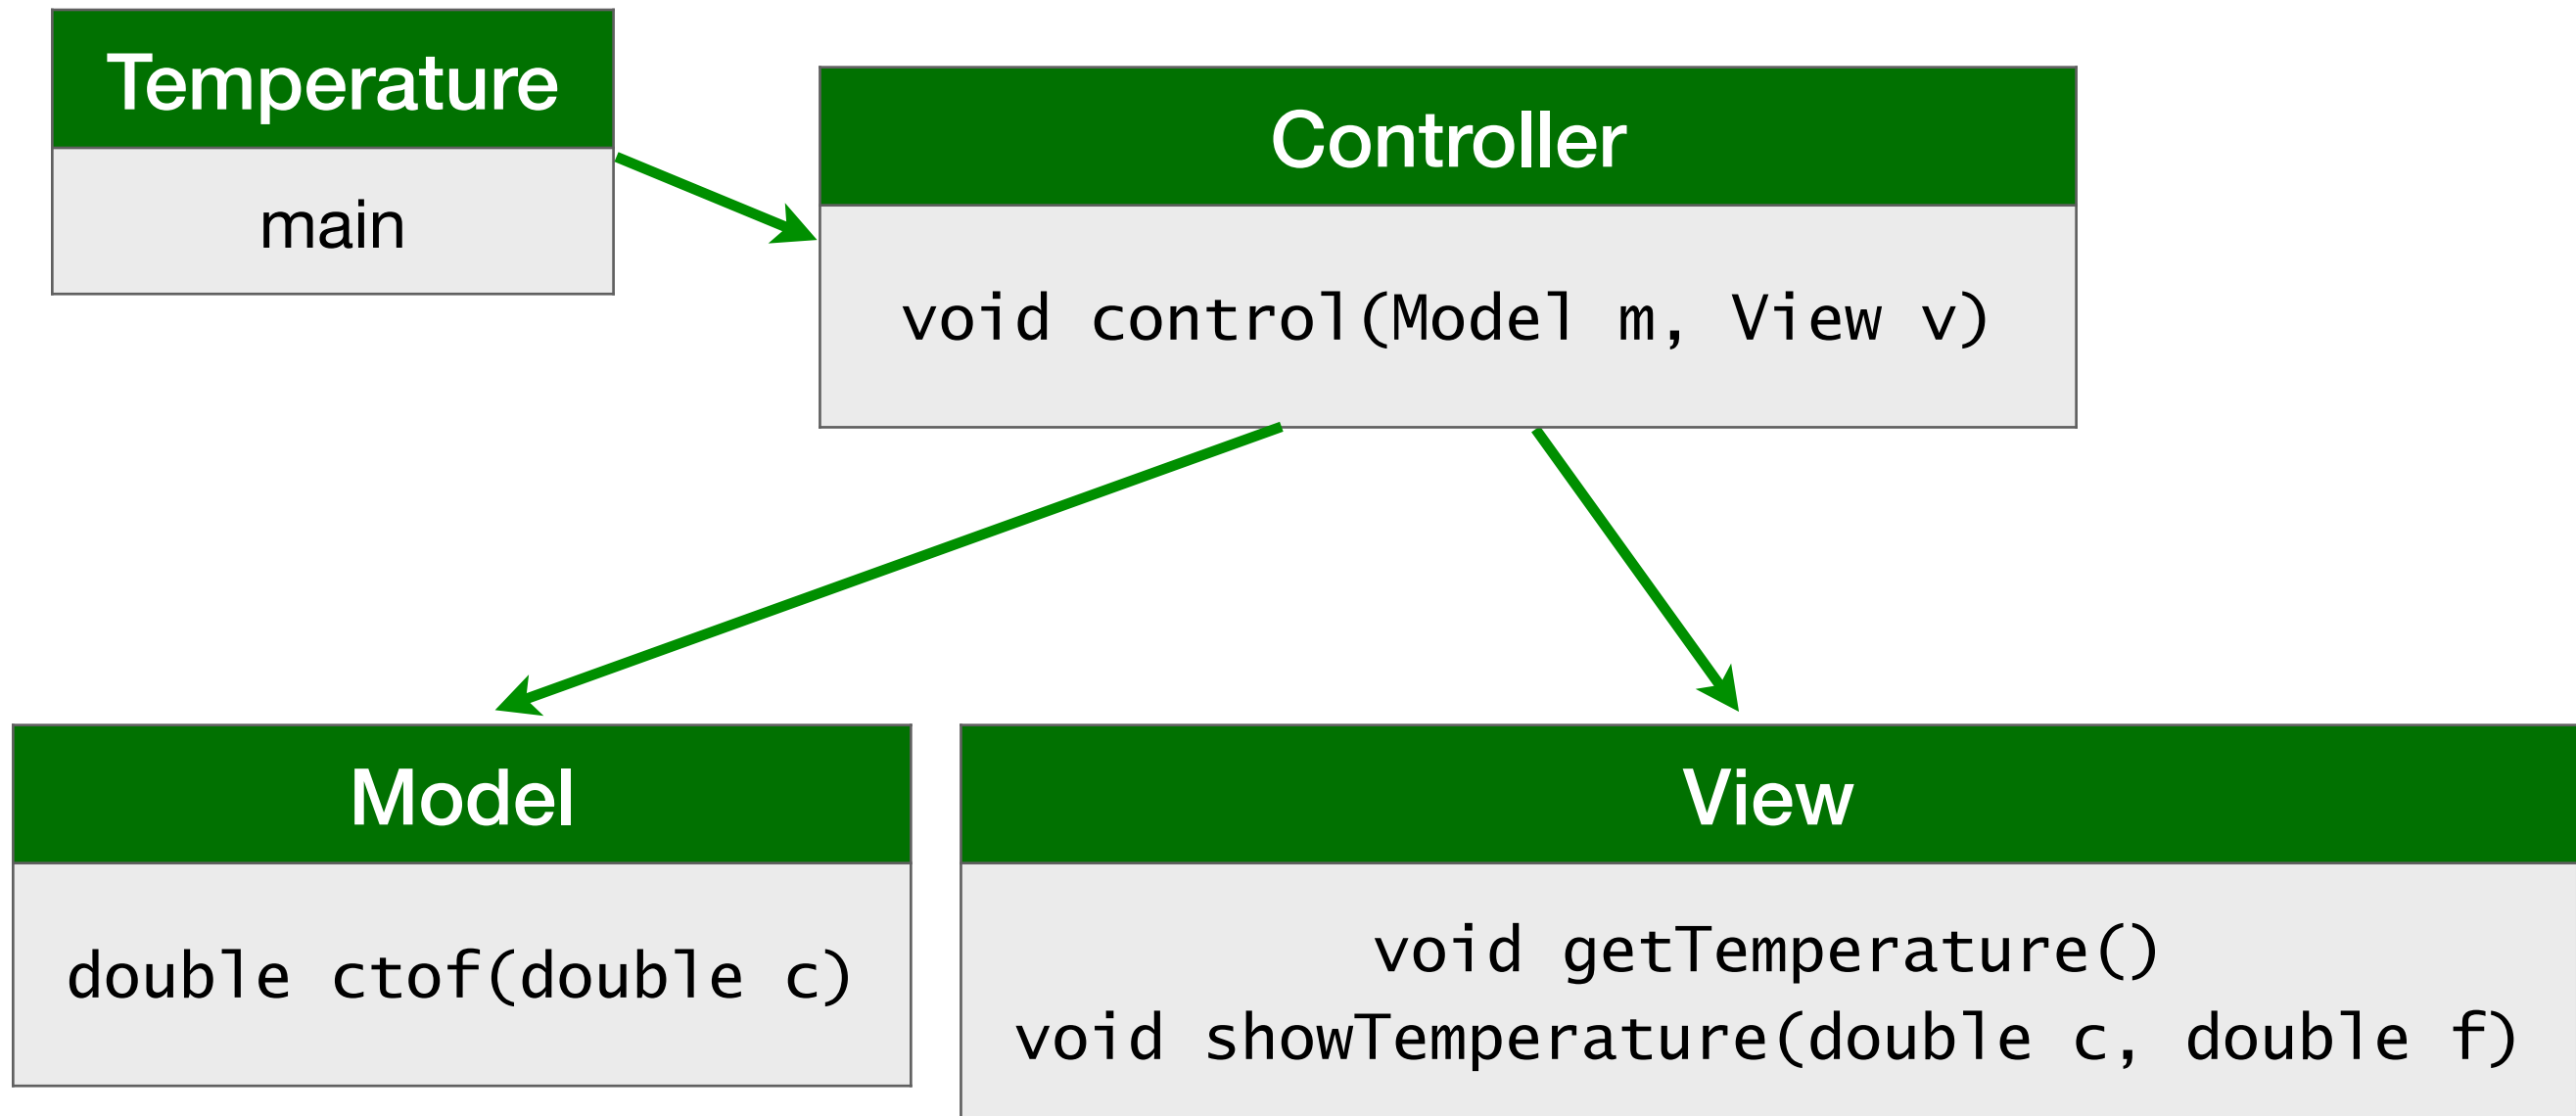 Temperature
main
Controller
void control(Model m, View v)
Model
double ctof(double c)
View
void getTemperature()
void showTemperature(double c, double f)